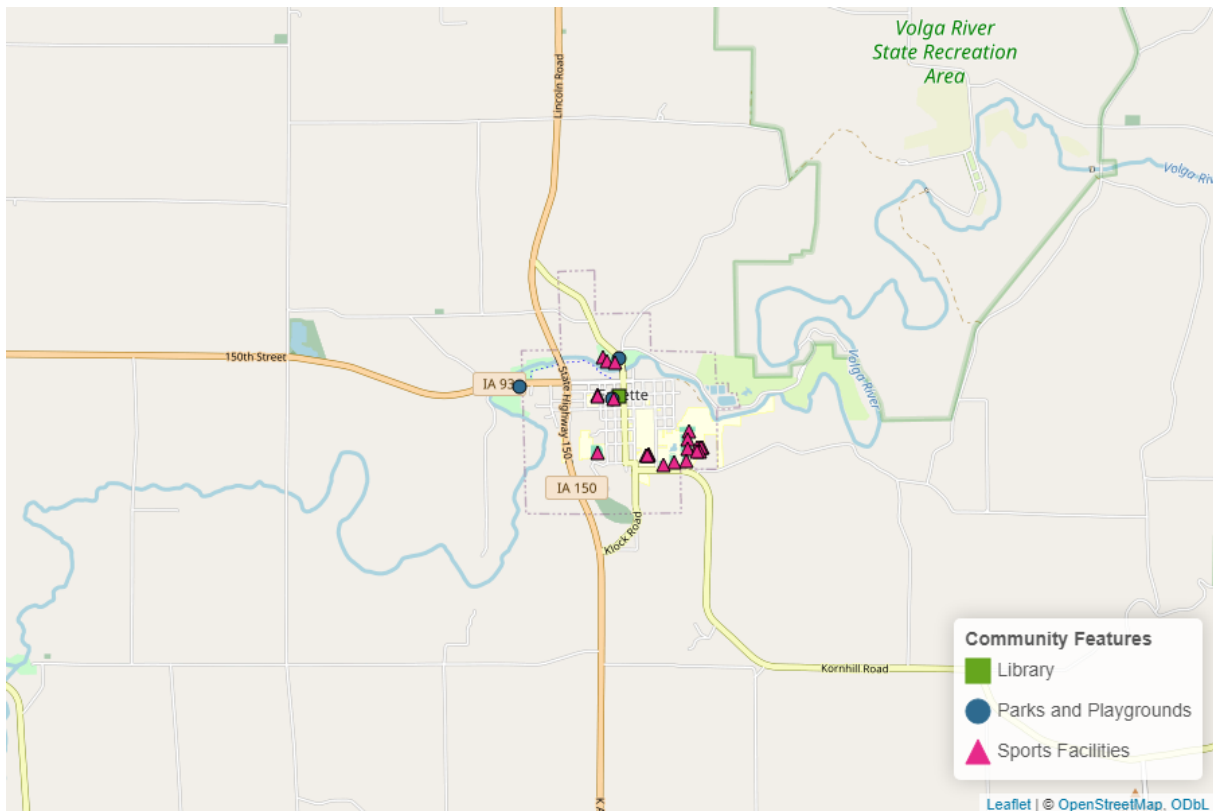 Volga River
State Recreation
Area
Lincoln Road
Volga Riv
150th Street
IA 93
State Highway 150
ette
Volga River
IA 150
Klock Road
Kornhill Road
Community Features
Library
Parks and Playgrounds
Sports Facilities
Leaflet | © OpenStreetMap, ODbL